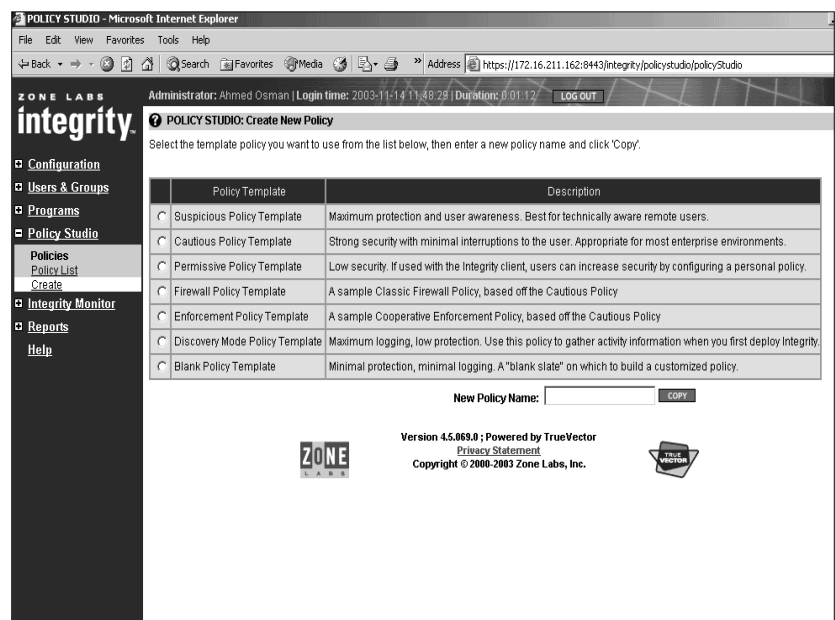 POLICY STUDIO - Microsoft Internet Explorer
File Edit View Favorites Tools Help
Back Search Favorites Media » Address https://172.16.211.162:8443/integrity/policystudio/policyStudio
ZONE LABS
integrity™
Administrator: Ahmed Osman | Login time: 2003-11-14 11:48:29 | Duration: 0:01:12 LOG OUT
? POLICY STUDIO: Create New Policy
Select the template policy you want to use from the list below, then enter a new policy name and click 'Copy'.
Configuration
Users & Groups
Programs
Policy Studio
Policies
Policy List
Create
Integrity Monitor
Reports
Help
Policy Template Description
Suspicious Policy Template Maximum protection and user awareness. Best for technically aware remote users.
Cautious Policy Template Strong security with minimal interruptions to the user. Appropriate for most enterprise environments.
Permissive Policy Template Low security. If used with the Integrity client, users can increase security by configuring a personal policy.
Firewall Policy Template A sample Classic Firewall Policy, based off the Cautious Policy
Enforcement Policy Template A sample Cooperative Enforcement Policy, based off the Cautious Policy
Discovery Mode Policy Template Maximum logging, low protection. Use this policy to gather activity information when you first deploy Integrity.
Blank Policy Template Minimal protection, minimal logging. A "blank slate" on which to build a customized policy.
New Policy Name: COPY
ZONE
LABS
Version 4.5.069.0 ; Powered by TrueVector
Privacy Statement
Copyright © 2000-2003 Zone Labs, Inc.
TRUE
VECTOR